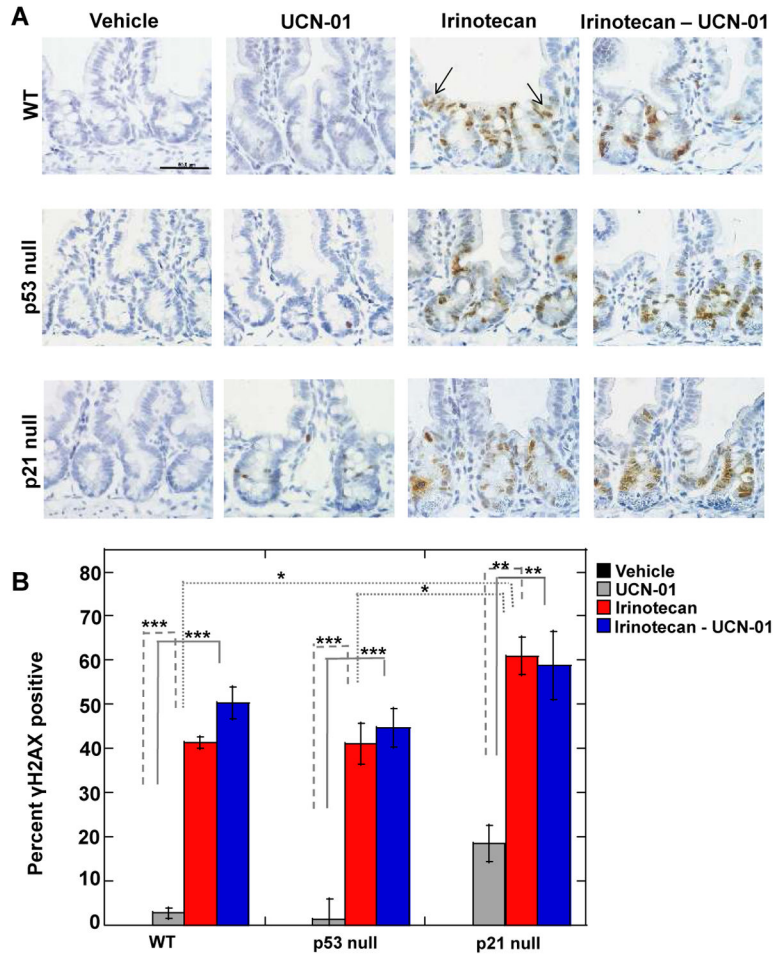 A
Vehicle UCN-01 Irinotecan Irinotecan – UCN-01
WT
p53 null
p21 null
B
Percent γH2AX positive
80
70
60
50
40
30
20
10
0
*** ***
*
*** ***
*
** **
WT p53 null p21 null
Vehicle
UCN-01
Irinotecan
Irinotecan - UCN-01